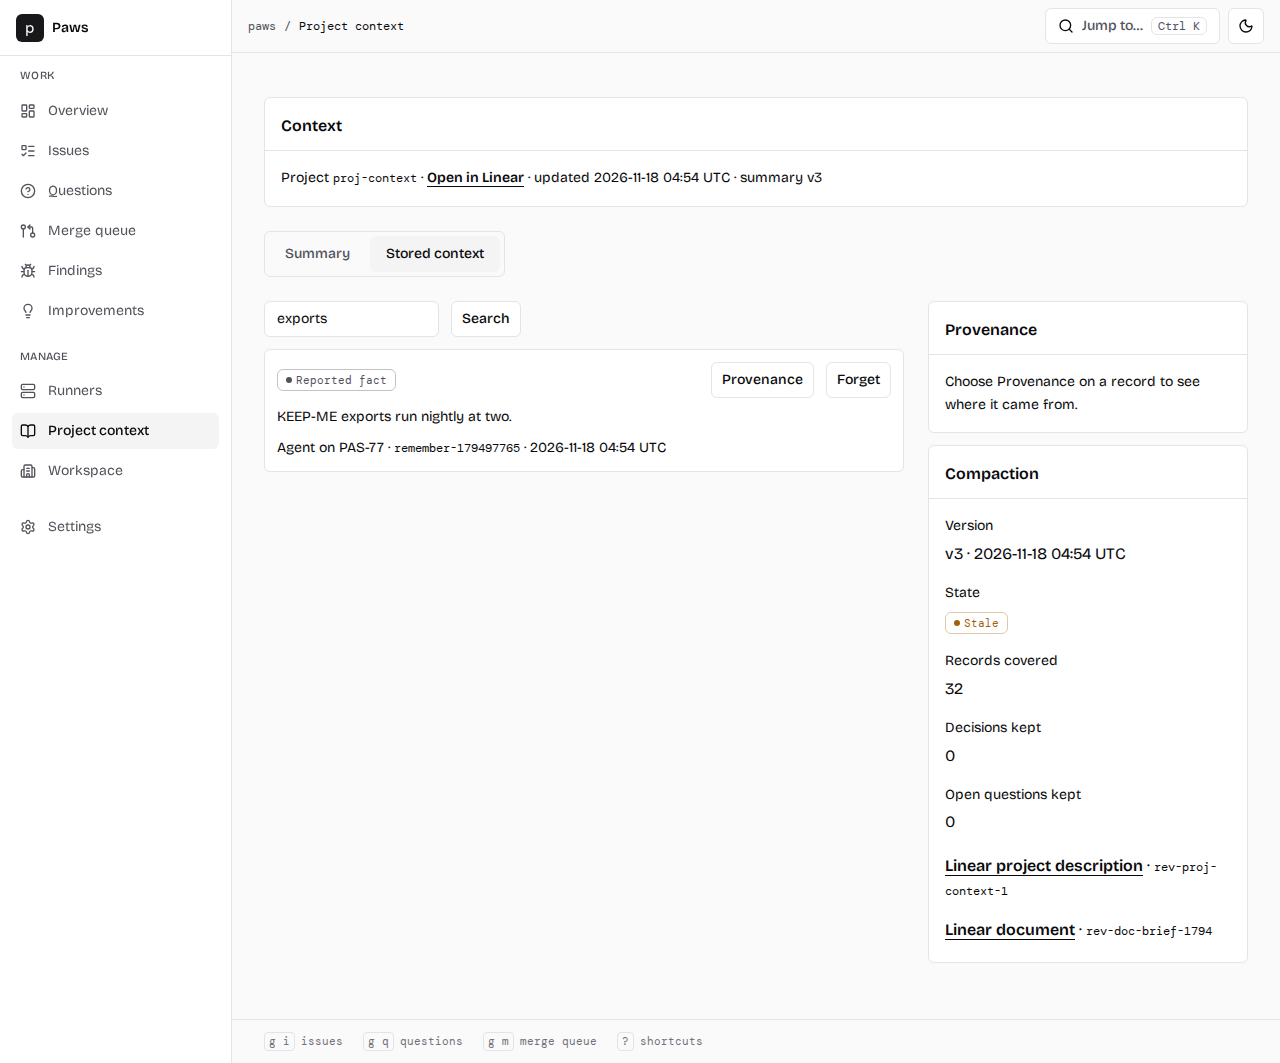 p Paws
paws / Project context
Jump to... Ctrl K
WORK
Overview
Issues
Questions
Merge queue
Findings
Improvements
MANAGE
Runners
Project context
Workspace
Settings
Context
Project proj-context · Open in Linear · updated 2026-11-18 04:54 UTC · summary v3
Summary Stored context
exports Search
Reported fact Provenance Forget
KEEP-ME exports run nightly at two.
Agent on PAS-77 · remember-179497765 · 2026-11-18 04:54 UTC
Provenance
Choose Provenance on a record to see
where it came from.
Compaction
Version
v3 · 2026-11-18 04:54 UTC
State
Stale
Records covered
32
Decisions kept
0
Open questions kept
0
Linear project description · rev-proj-
context-1
Linear document · rev-doc-brief-1794
g i issues g q questions g m merge queue ? shortcuts